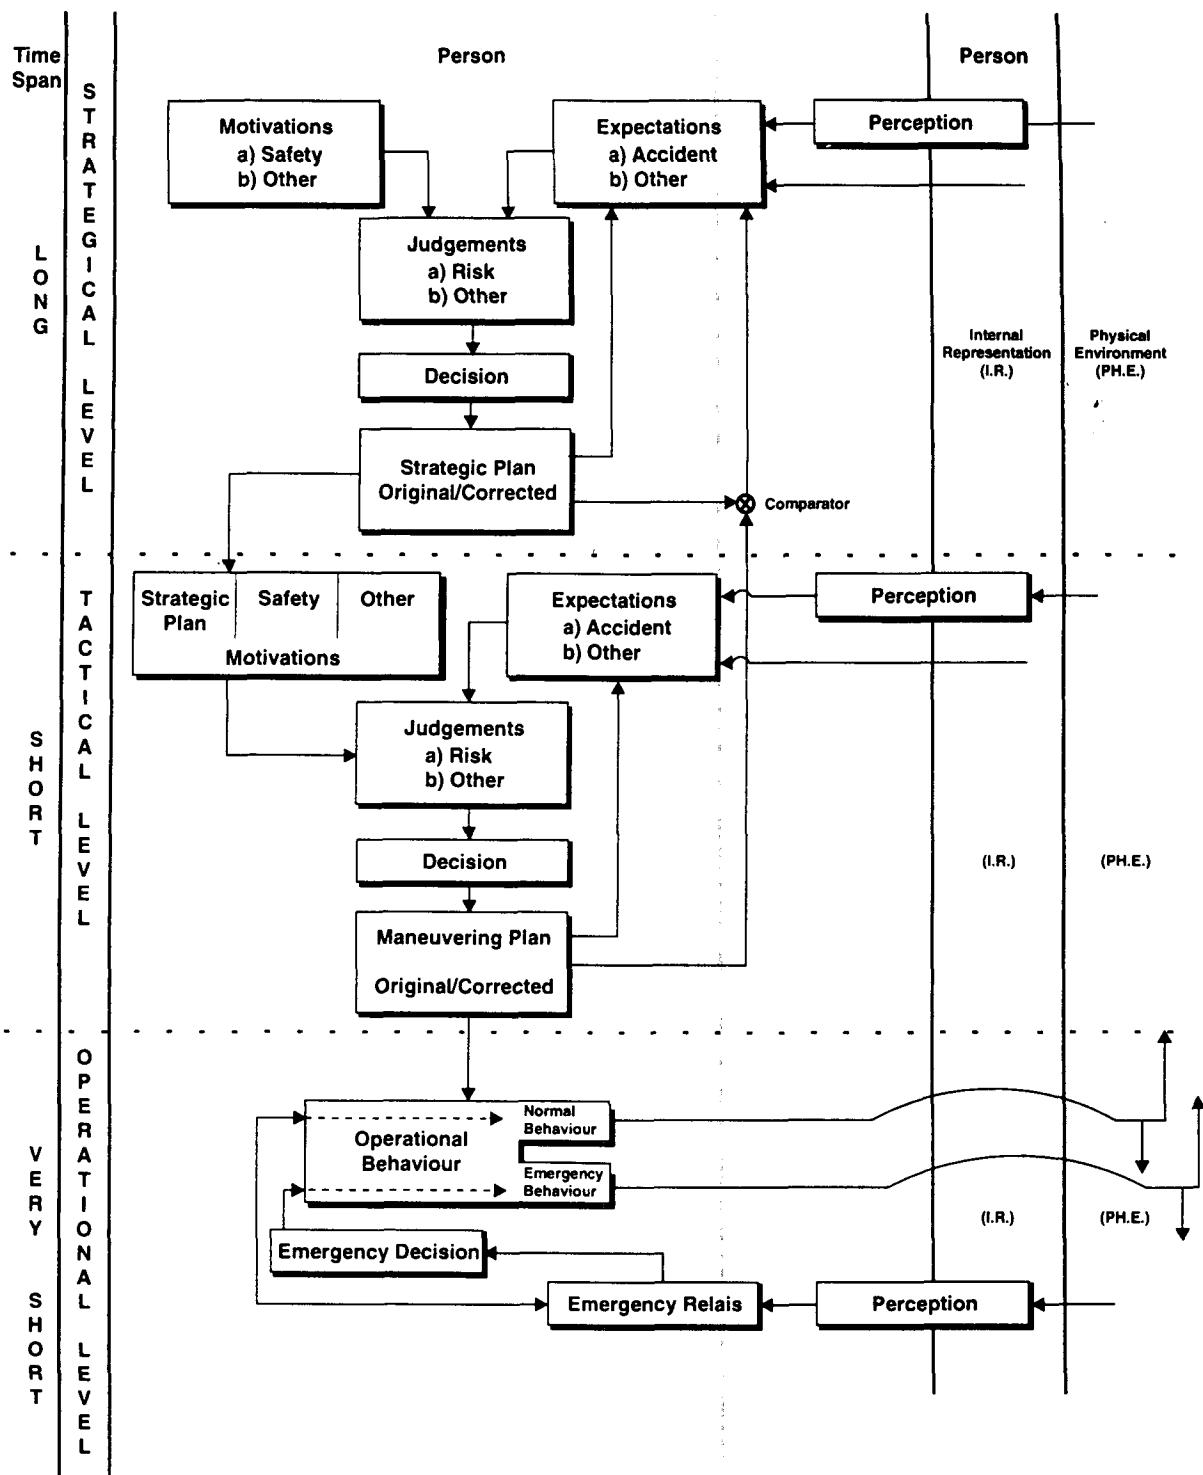 Time
Span
Person
Person
STRATEGICAL LEVEL
LONG
Motivations
a) Safety
b) Other
Expectations
a) Accident
b) Other
Perception
Judgements
a) Risk
b) Other
Decision
Internal
Representation
(I.R.)
Physical
Environment
(PH.E.)
Strategic Plan
Original/Corrected
Comparator
TACTICAL LEVEL
SHORT
Strategic
Plan
Safety
Other
Motivations
Expectations
a) Accident
b) Other
Perception
Judgements
a) Risk
b) Other
Decision
(I.R.)
(PH.E.)
Maneuvering Plan
Original/Corrected
OPERATIONAL LEVEL
VERY SHORT
Operational
Behaviour
Normal
Behaviour
Emergency
Behaviour
(I.R.)
(PH.E.)
Emergency Decision
Emergency Relais
Perception